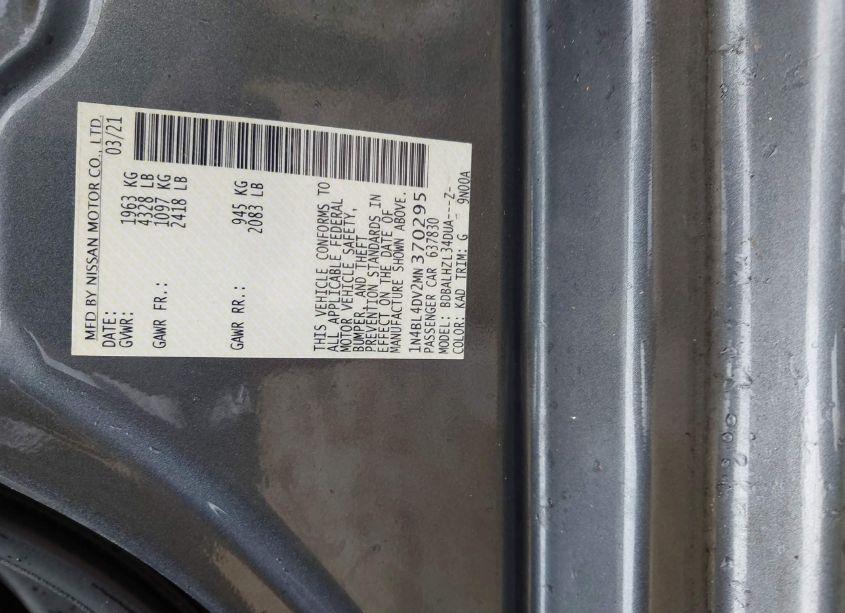 MFD BY NISSAN MOTOR CO., LTD.
DATE: 03/21
GVWR: 1963 KG
4328 LB
GAWR FR.: 1097 KG
2418 LB
GAWR RR.: 945 KG
2083 LB
THIS VEHICLE CONFORMS TO
ALL APPLICABLE FEDERAL
MOTOR VEHICLE SAFETY,
BUMPER, AND THEFT
PREVENTION STANDARDS IN
EFFECT ON THE DATE OF
MANUFACTURE SHOWN ABOVE.
1N4BL4DV2MN370295
PASSENGER CAR 637830
MODEL: BDBALHZL34DUA---Z-
COLOR: KAD TRIM: G - 9N00A